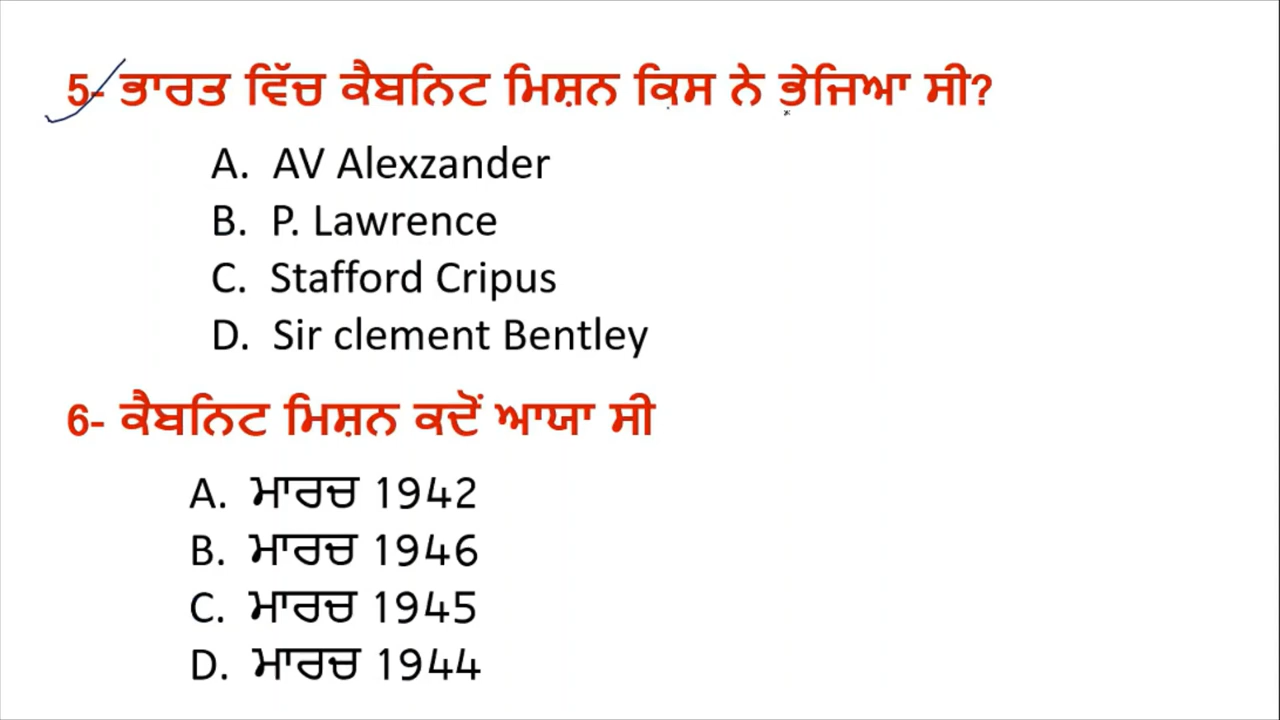 5- ਭਾਰਤ ਵਿੱਚ ਕੈਬਨਿਟ ਮਿਸ਼ਨ ਕਿਸ ਨੇ ਭੇਜਿਆ ਸੀ?
A. AV Alexzander
B. P. Lawrence
C. Stafford Cripus
D. Sir clement Bentley
6- ਕੈਬਨਿਟ ਮਿਸ਼ਨ ਕਦੋਂ ਆਯਾ ਸੀ
A. ਮਾਰਚ 1942
B. ਮਾਰਚ 1946
C. ਮਾਰਚ 1945
D. ਮਾਰਚ 1944